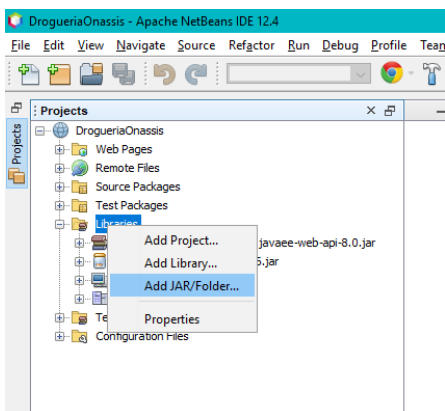 DrogueriaOnassis - Apache NetBeans IDE 12.4
File Edit View Navigate Source Refactor Run Debug Profile
Projects
Projects
DrogueriaOnassis
Web Pages
Remote Files
Source Packages
Test Packages
Libraries
Add Project...
javaee-web-api-8.0.jar
Add Library...
.jar
Add JAR/Folder...
Te
Properties
Configuration Files